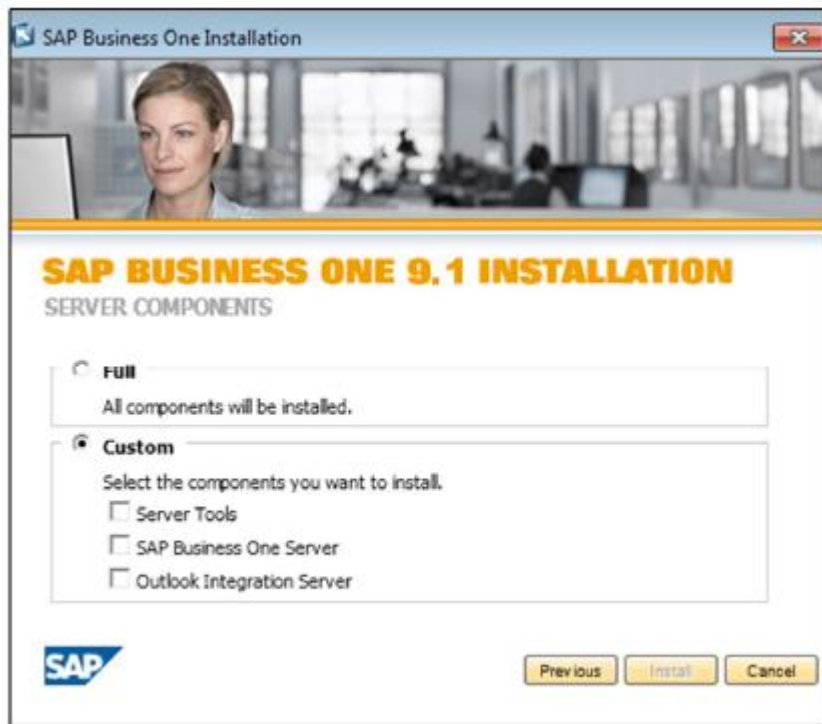 SAP Business One Installation
SAP BUSINESS ONE 9.1 INSTALLATION
SERVER COMPONENTS
Full
All components will be installed.
Custom
Select the components you want to install.
Server Tools
SAP Business One Server
Outlook Integration Server
SAP
Previous
Install
Cancel